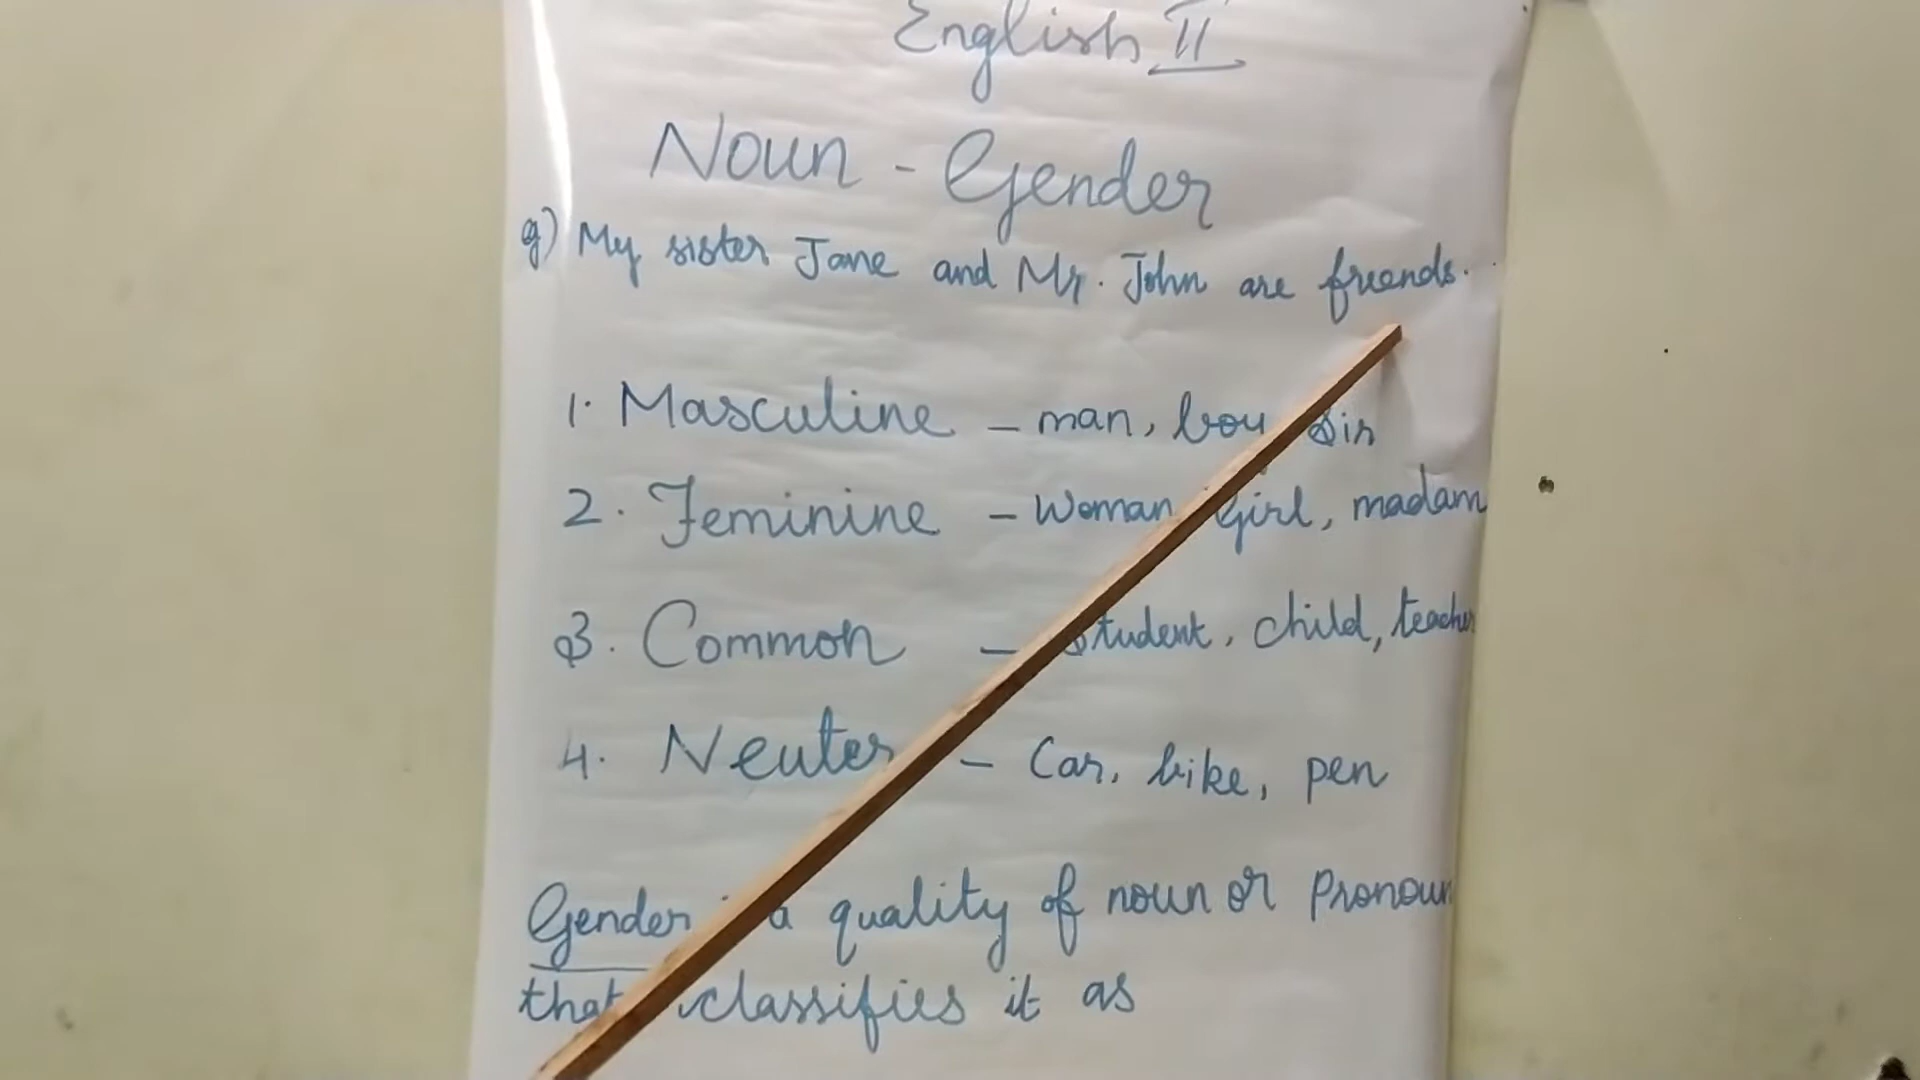 English II
Noun - Gender
eg) My sister Jane and Mr. John are friends.
1. Masculine - man, boy Sir
2. Feminine - Woman, Girl, madam
3. Common - Student, child, teacher
4. Neuter - Car, bike, pen
Gender is a quality of noun or Pronoun
that classifies it as